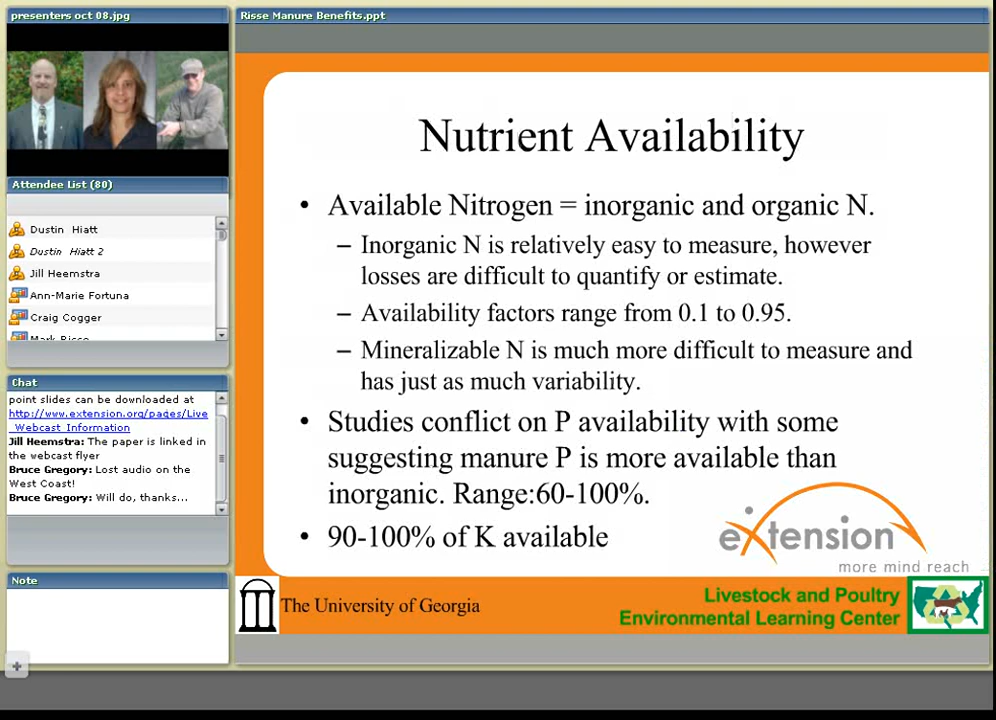 presenters oct 08.jpg
Attendee List (80)
Dustin Hiatt
Dustin Hiatt 2
Jill Heemstra
Ann-Marie Fortuna
Craig Cogger
Mark Risse
Chat
point slides can be downloaded at
http://www.extension.org/pages/Live
_Webcast_Information
Jill Heemstra: The paper is linked in
the webcast flyer
Bruce Gregory: Lost audio on the
West Coast!
Bruce Gregory: Will do, thanks...
Note
Risse Manure Benefits.ppt
Nutrient Availability
• Available Nitrogen = inorganic and organic N.
– Inorganic N is relatively easy to measure, however
losses are difficult to quantify or estimate.
– Availability factors range from 0.1 to 0.95.
– Mineralizable N is much more difficult to measure and
has just as much variability.
• Studies conflict on P availability with some
suggesting manure P is more available than
inorganic. Range:60-100%.
• 90-100% of K available
eXtension
more mind reach
The University of Georgia
Livestock and Poultry
Environmental Learning Center